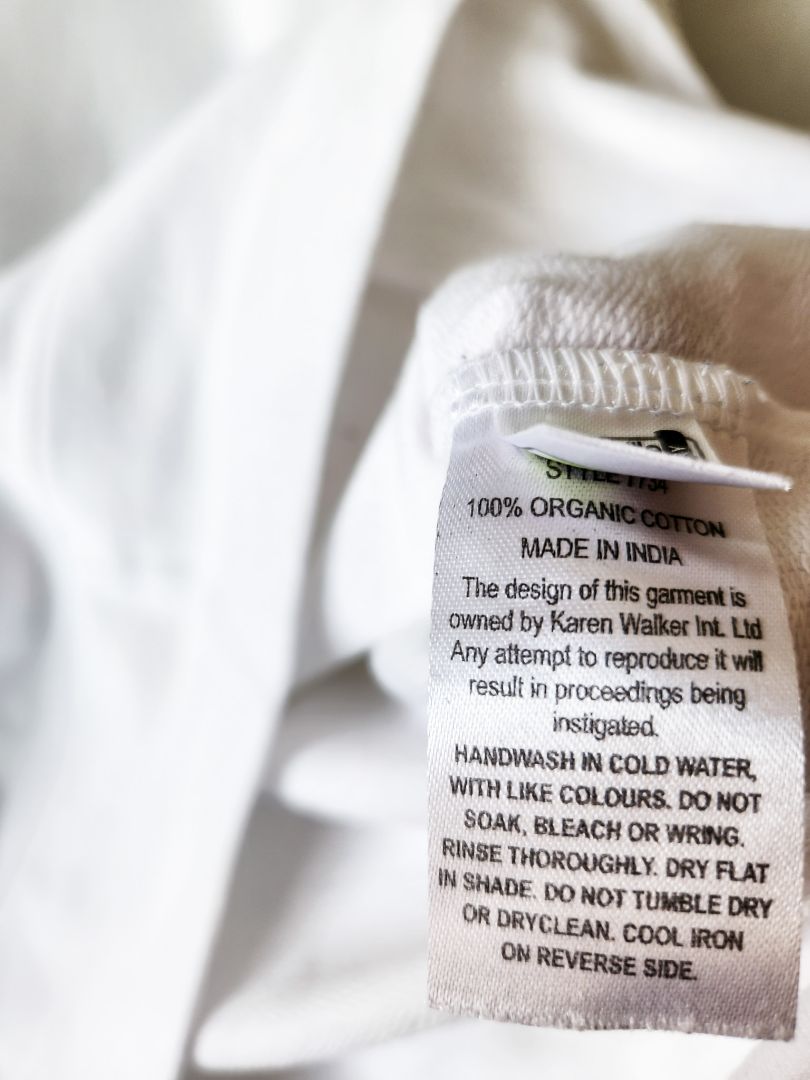 STYLE 7734
100% ORGANIC COTTON
MADE IN INDIA
The design of this garment is
owned by Karen Walker Int. Ltd
Any attempt to reproduce it will
result in proceedings being
instigated.
HANDWASH IN COLD WATER,
WITH LIKE COLOURS. DO NOT
SOAK, BLEACH OR WRING.
RINSE THOROUGHLY. DRY FLAT
IN SHADE. DO NOT TUMBLE DRY
OR DRYCLEAN. COOL IRON
ON REVERSE SIDE.